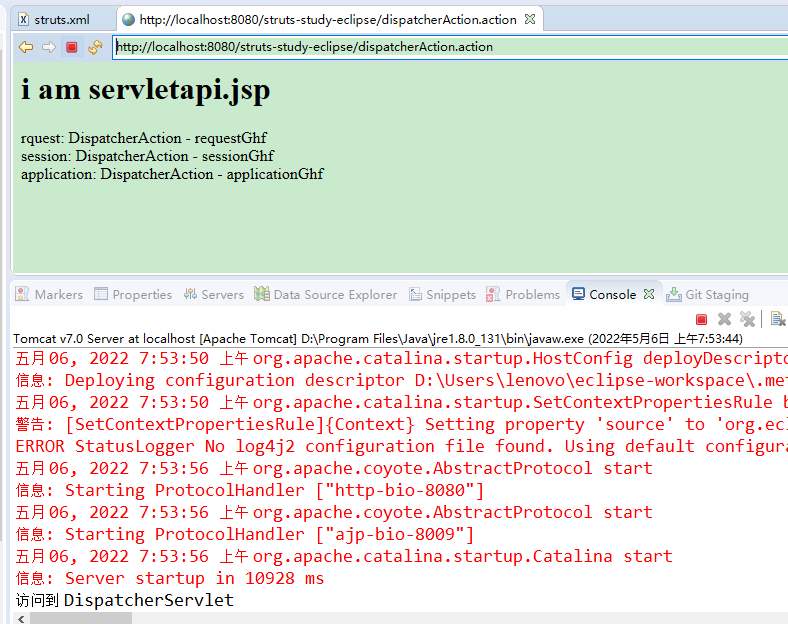 struts.xml http://localhost:8080/struts-study-eclipse/dispatcherAction.action
http://localhost:8080/struts-study-eclipse/dispatcherAction.action
i am servletapi.jsp
rquest: DispatcherAction - requestGhf
session: DispatcherAction - sessionGhf
application: DispatcherAction - applicationGhf
Markers Properties Servers Data Source Explorer Snippets Problems Console Git Staging
Tomcat v7.0 Server at localhost [Apache Tomcat] D:\Program Files\Java\jre1.8.0_131\bin\javaw.exe (2022年5月6日 上午7:53:44)
五月 06, 2022 7:53:50 上午 org.apache.catalina.startup.HostConfig deployDescripto
信息: Deploying configuration descriptor D:\Users\lenovo\eclipse-workspace\.met
五月 06, 2022 7:53:50 上午 org.apache.catalina.startup.SetContextPropertiesRule b
警告: [SetContextPropertiesRule]{Context} Setting property 'source' to 'org.ecl
ERROR StatusLogger No log4j2 configuration file found. Using default configura
五月 06, 2022 7:53:56 上午 org.apache.coyote.AbstractProtocol start
信息: Starting ProtocolHandler ["http-bio-8080"]
五月 06, 2022 7:53:56 上午 org.apache.coyote.AbstractProtocol start
信息: Starting ProtocolHandler ["ajp-bio-8009"]
五月 06, 2022 7:53:56 上午 org.apache.catalina.startup.Catalina start
信息: Server startup in 10928 ms
访问到 DispatcherServlet